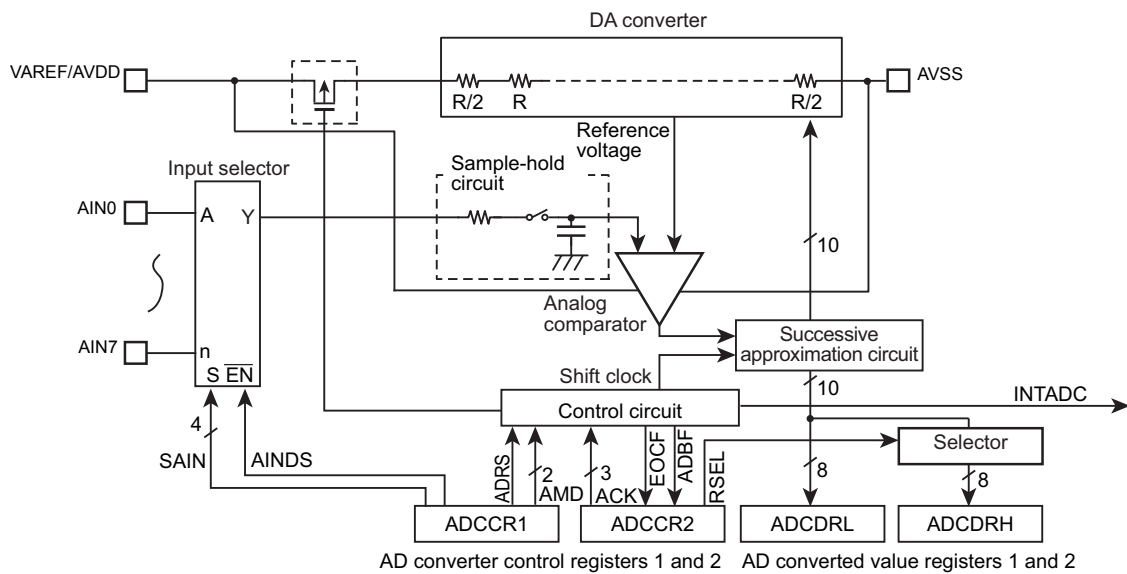 DA converter
VAREF/AVDD
AVSS
R/2
R
R/2
Reference
voltage
Sample-hold
circuit
Input selector
AIN0
A
Y
10
Analog
comparator
AIN7
n
S
EN
Successive
approximation circuit
Shift clock
10
INTADC
4
Control circuit
Selector
SAIN
AINDS
ADRS
2
AMD
3
ACK
EOCF
ADBF
RSEL
8
8
ADCCR1
ADCCR2
ADCDRL
ADCDRH
AD converter control registers 1 and 2
AD converted value registers 1 and 2